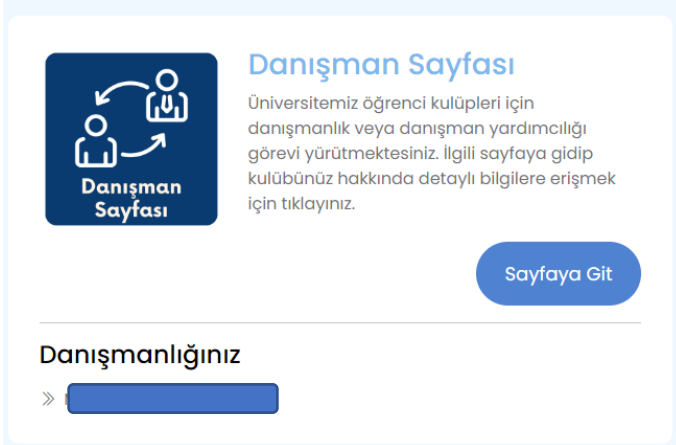 Danışman Sayfası
Üniversitemiz öğrenci kulüpleri için
danışmanlık veya danışman yardımcılığı
görevi yürütmektesiniz. İlgili sayfaya gidip
kulübünüz hakkında detaylı bilgilere erişmek
için tıklayınız.
Danışman
Sayfası
Sayfaya Git
Danışmanlığınız